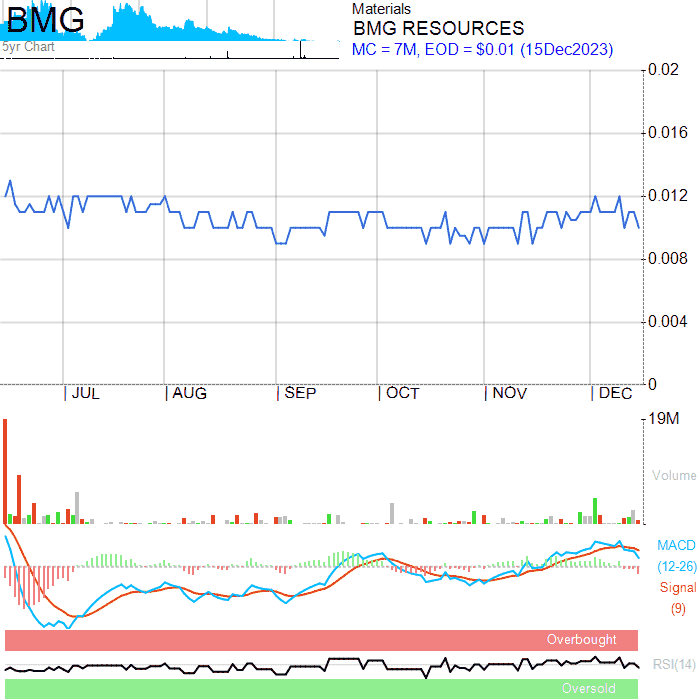 BMG
5yr Chart
Materials
BMG RESOURCES
MC = 7M, EOD = $0.01 (15Dec2023)
0.02
0.016
0.012
0.008
0.004
0
JUL AUG SEP OCT NOV DEC
19M
Volume
MACD
(12-26)
Signal
(9)
Overbought
RSI(14)
Oversold